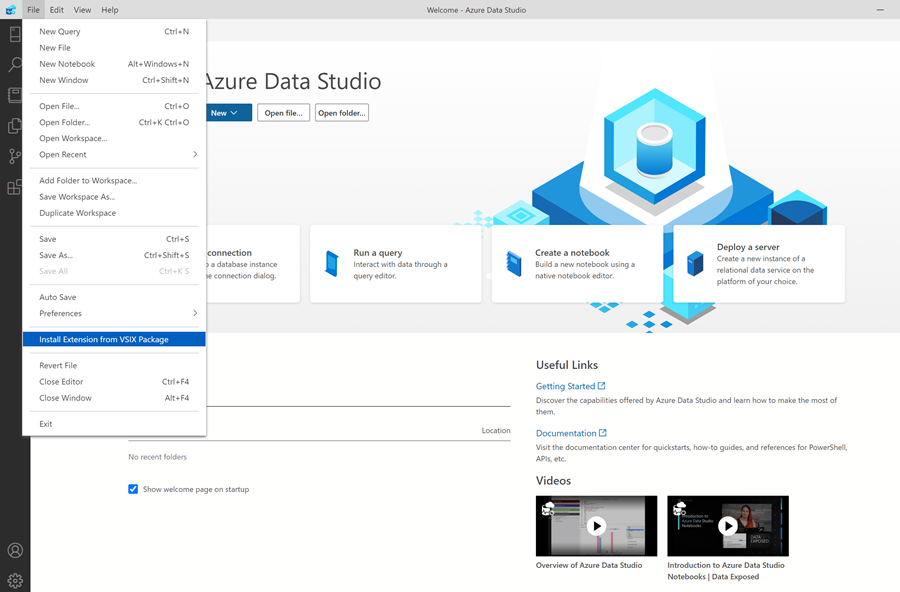 File Edit View Help
Welcome - Azure Data Studio
New Query Ctrl+N
New File
New Notebook Alt+Windows+N
New Window Ctrl+Shift+N
Open File... Ctrl+O
Open Folder... Ctrl+K Ctrl+O
Open Workspace...
Open Recent
Add Folder to Workspace...
Save Workspace As...
Duplicate Workspace
Save Ctrl+S
Save As... Ctrl+Shift+S
Save All Ctrl+K S
Auto Save
Preferences
Install Extension from VSIX Package
Revert File
Close Editor Ctrl+F4
Close Window Alt+F4
Exit
Azure Data Studio
New
Open file...
Open folder...
connection
a database instance
e connection dialog.
Run a query
Interact with data through a
query editor.
Create a notebook
Build a new notebook using a
native notebook editor.
Deploy a server
Create a new instance of a
relational data service on the
platform of your choice.
Location
No recent folders
Show welcome page on startup
Useful Links
Getting Started
Discover the capabilities offered by Azure Data Studio and learn how to make the most of
them.
Documentation
Visit the documentation center for quickstarts, how-to guides, and references for PowerShell,
APIs, etc.
Videos
Overview of Azure Data Studio
Introduction to
Azure Data Studio
Notebooks
DATA
EXPOSED
Introduction to Azure Data Studio
Notebooks | Data Exposed